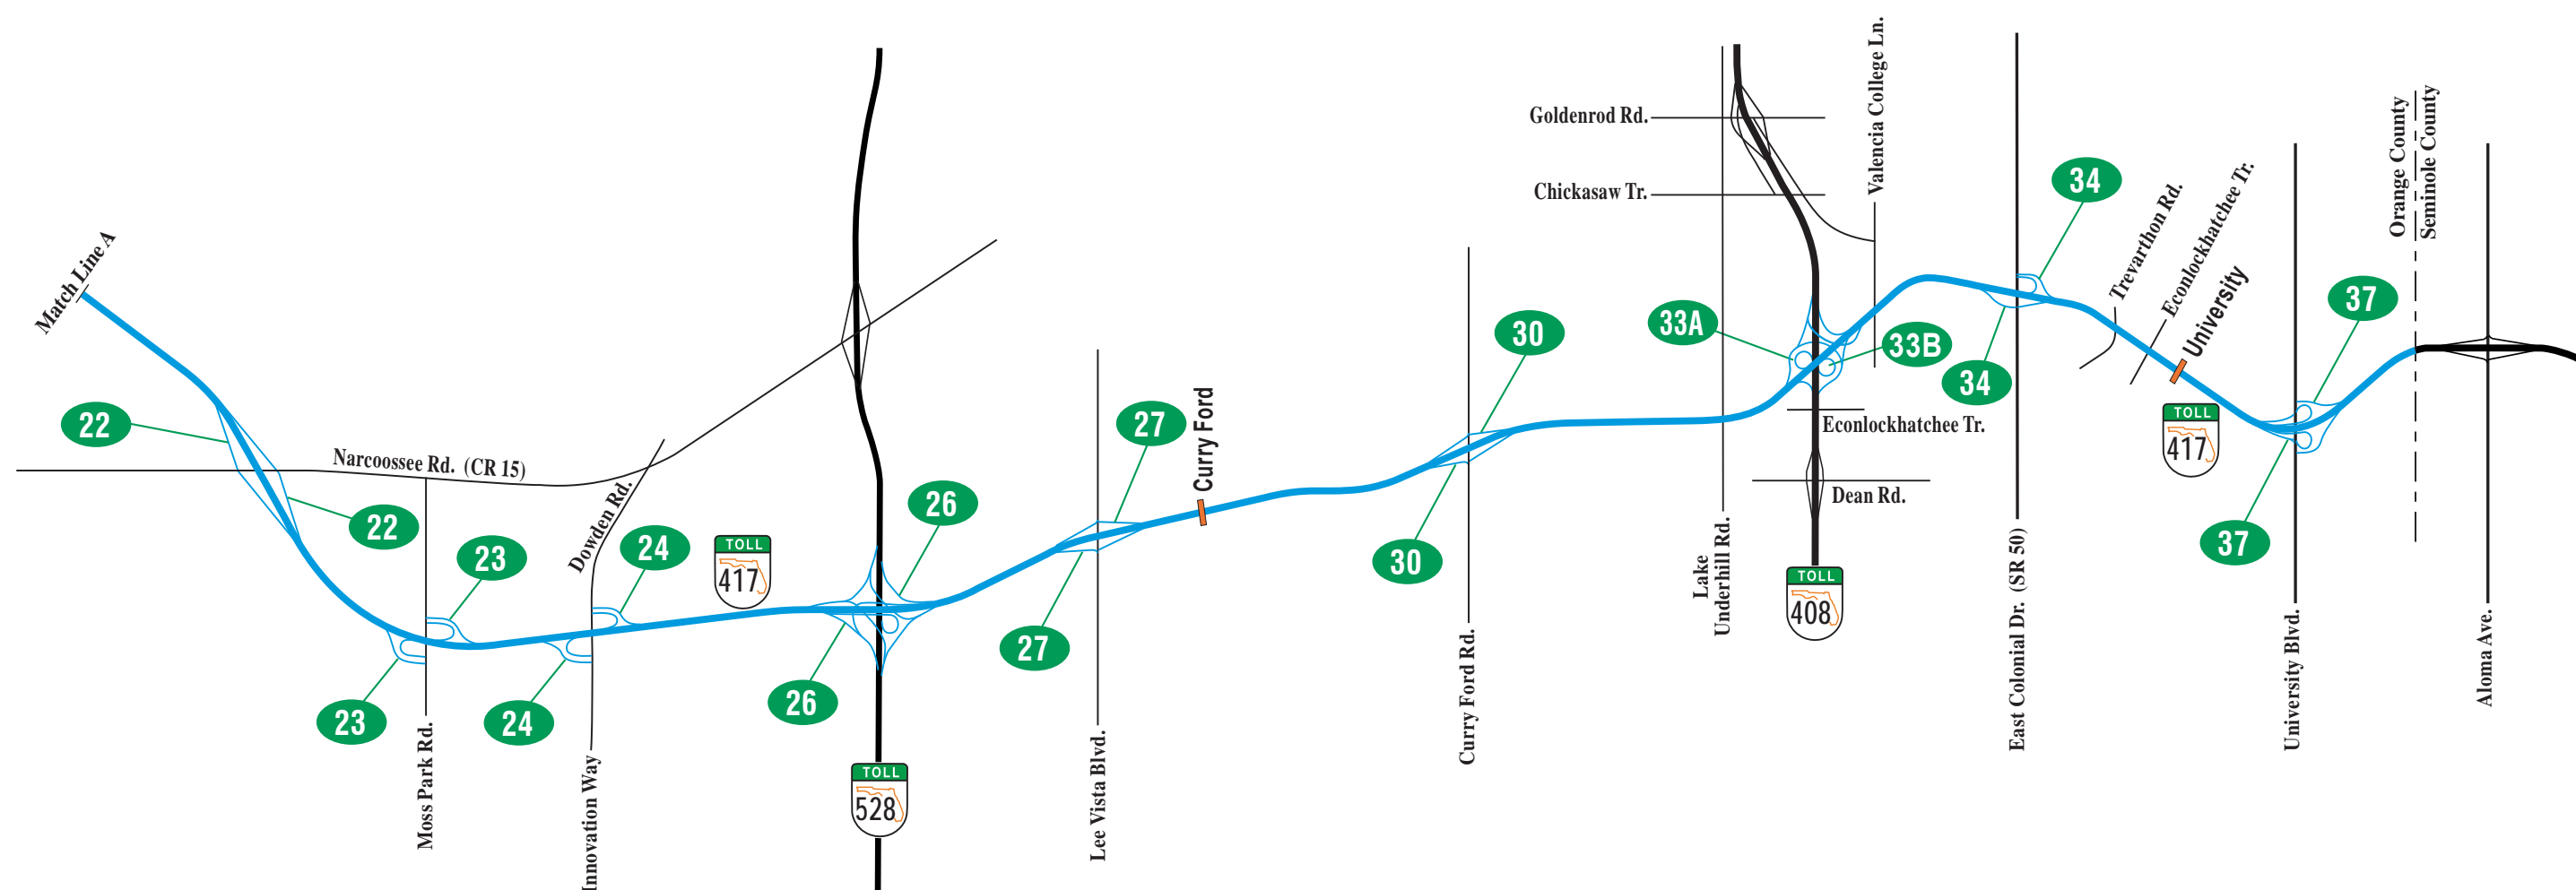 Match Line A
22
22
Narcoossee Rd. (CR 15)
23
23
Moss Park Rd.
Dowden Rd.
24
24
Innovation Way
TOLL
417
26
26
TOLL
528
27
27
Lee Vista Blvd.
Curry Ford
30
30
Curry Ford Rd.
Goldenrod Rd.
Chickasaw Tr.
Valencia College Ln.
33A
33B
Lake
Underhill Rd.
Econlockhatchee Tr.
Dean Rd.
TOLL
408
34
34
East Colonial Dr. (SR 50)
Trevarthon Rd.
Econlockhatchee Tr.
University
TOLL
417
37
37
University Blvd.
Orange County
Seminole County
Aloma Ave.